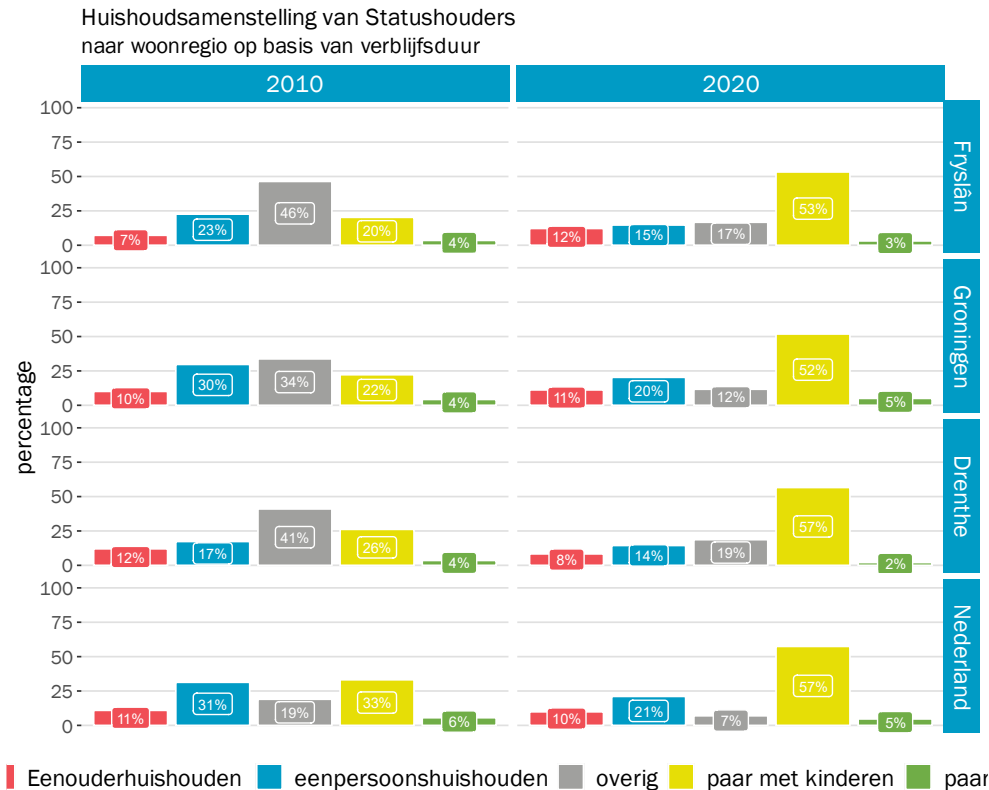 Huishoudsamenstelling van Statushouders
naar woonregio op basis van verblijfsduur
2010 2020
percentage
100
75
50
25
0
7% 23% 46% 20% 4%
12% 15% 17% 53% 3%
Fryslân
100
75
50
25
0
10% 30% 34% 22% 4%
11% 20% 12% 52% 5%
Groningen
100
75
50
25
0
12% 17% 41% 26% 4%
8% 14% 19% 57% 2%
Drenthe
100
75
50
25
0
11% 31% 19% 33% 6%
10% 21% 7% 57% 5%
Nederland
Eenouderhuishouden eenpersoonshuishouden overig paar met kinderen paar